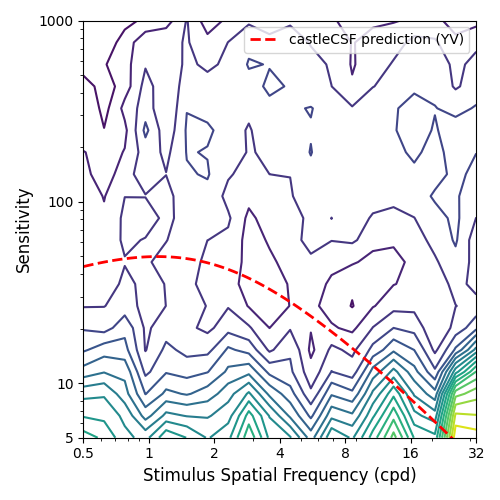 1000
castleCSF prediction (YV)
Sensitivity
100
10
5
0.5 1 2 4 8 16 32
Stimulus Spatial Frequency (cpd)